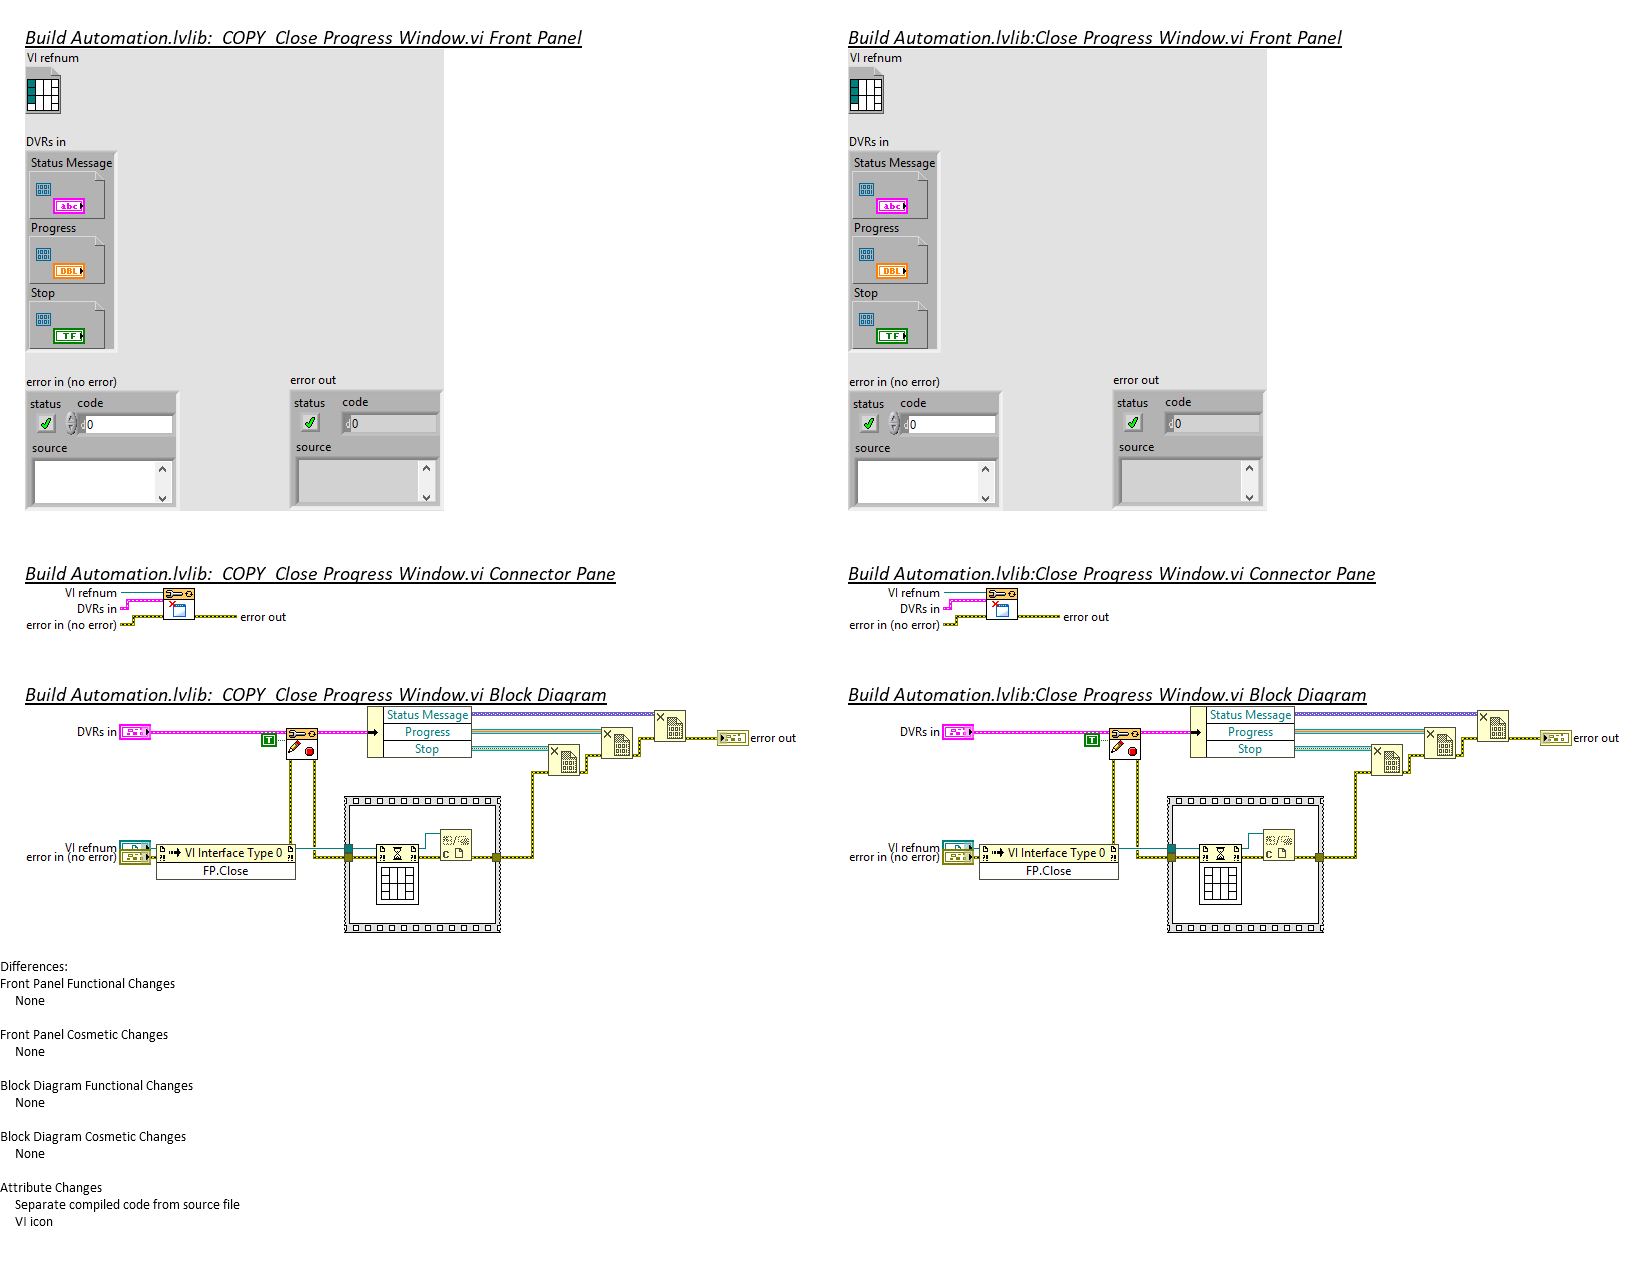 Build Automation.lvlib:  COPY  Close Progress Window.vi Front Panel
VI refnum
DVRs in
Status Message
abc
Progress
DBL
Stop
TF
error in (no error)
status
code
d 0
source
error out
status
code
d 0
source
Build Automation.lvlib:Close Progress Window.vi Front Panel
VI refnum
DVRs in
Status Message
abc
Progress
DBL
Stop
TF
error in (no error)
status
code
d 0
source
error out
status
code
d 0
source
Build Automation.lvlib:  COPY  Close Progress Window.vi Connector Pane
VI refnum
DVRs in
error in (no error)
error out
Build Automation.lvlib:Close Progress Window.vi Connector Pane
VI refnum
DVRs in
error in (no error)
error out
Build Automation.lvlib:  COPY  Close Progress Window.vi Block Diagram
DVRs in
T
Status Message
Progress
Stop
error out
VI refnum
error in (no error)
VI Interface Type 0
FP.Close
C
Build Automation.lvlib:Close Progress Window.vi Block Diagram
DVRs in
T
Status Message
Progress
Stop
error out
VI refnum
error in (no error)
VI Interface Type 0
FP.Close
C
Differences:
Front Panel Functional Changes
None
Front Panel Cosmetic Changes
None
Block Diagram Functional Changes
None
Block Diagram Cosmetic Changes
None
Attribute Changes
Separate compiled code from source file
VI icon